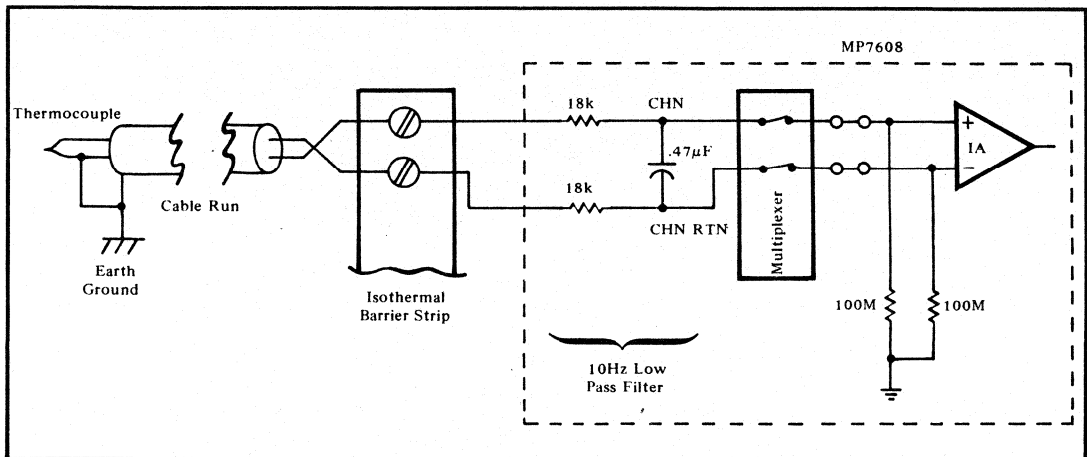 MP7608
Thermocouple
18k
CHN
.47μF
+
IA
−
18k
CHN RTN
Multiplexer
Cable Run
Earth
Ground
Isothermal
Barrier Strip
100M
100M
10Hz Low
Pass Filter